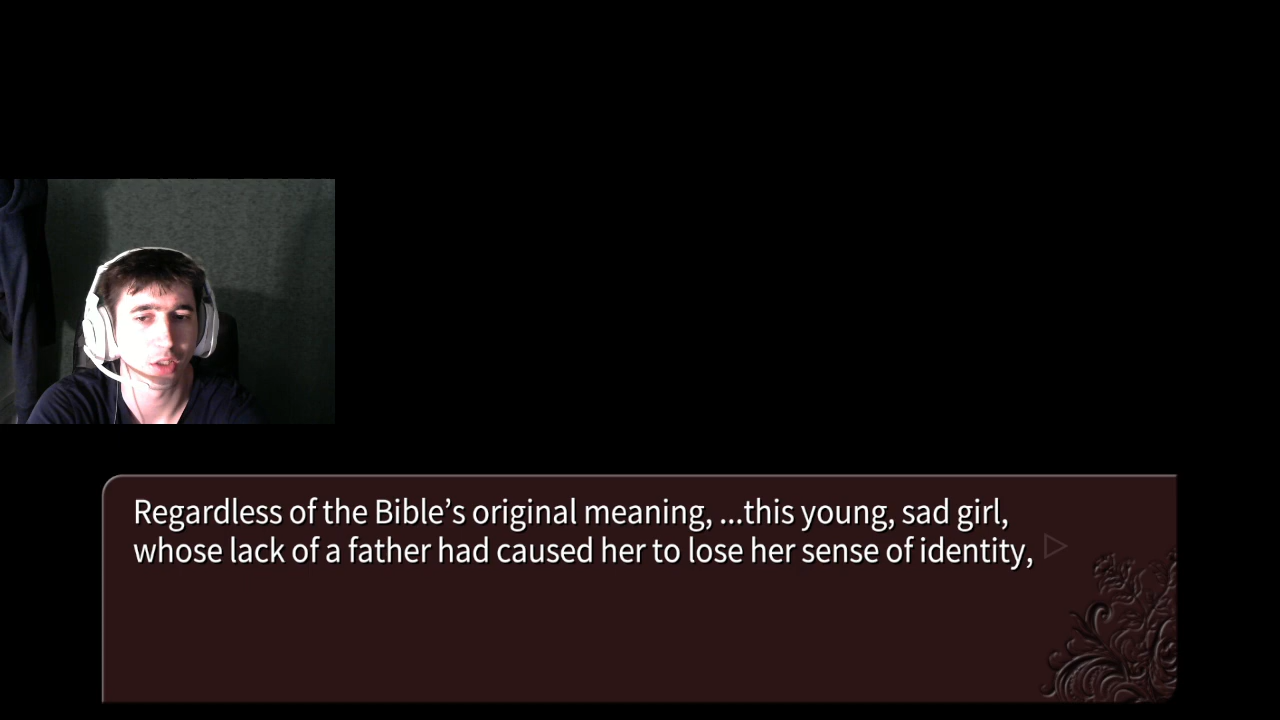 Regardless of the Bible’s original meaning, ...this young, sad girl,
whose lack of a father had caused her to lose her sense of identity,